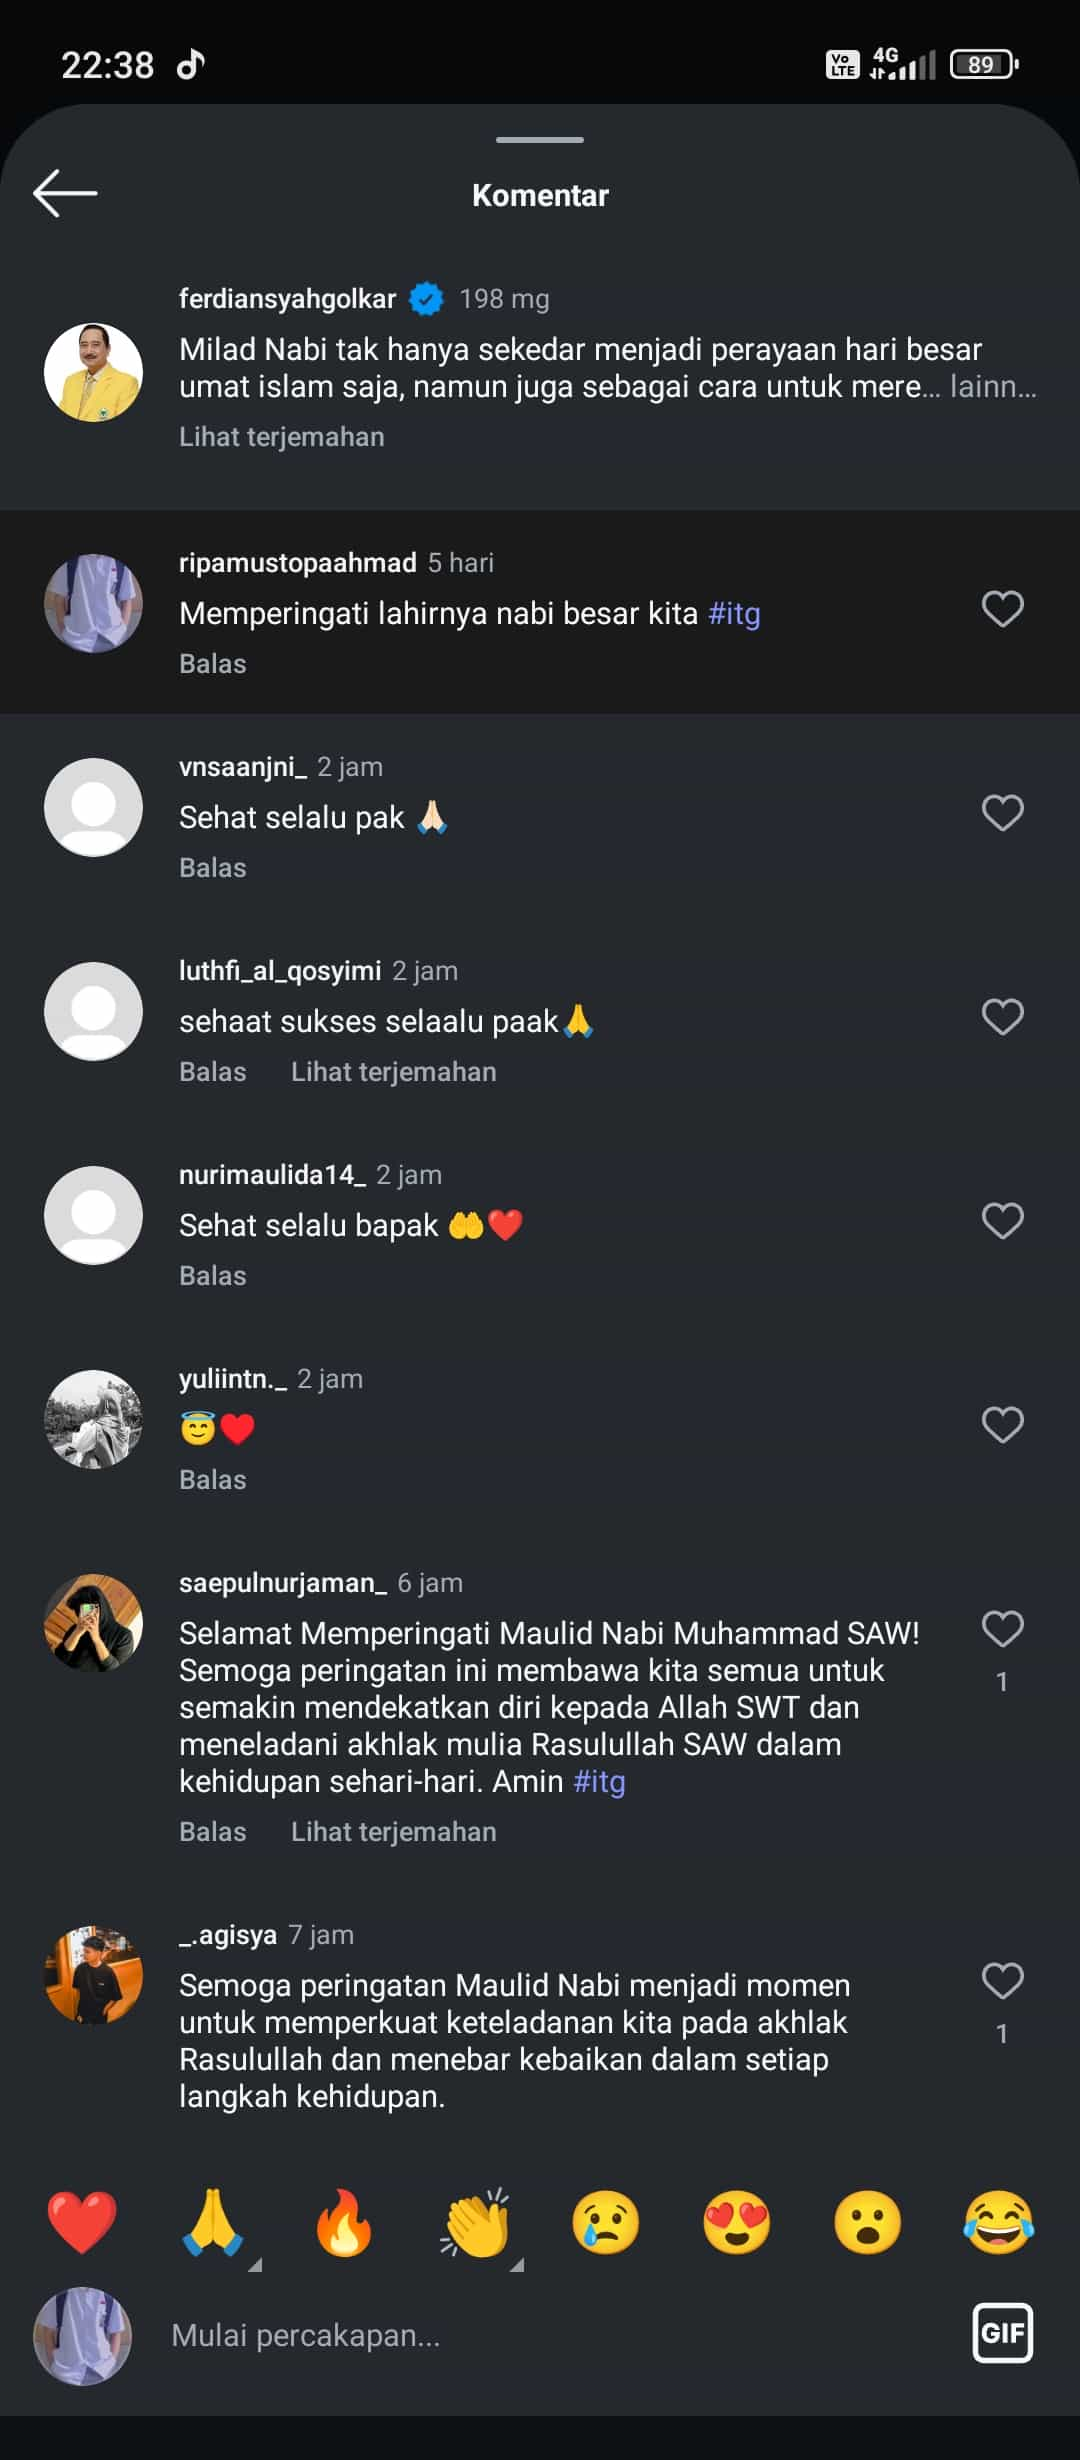 22:38
Vo LTE 4G 89
Komentar
ferdiansyahgolkar 198 mg
Milad Nabi tak hanya sekedar menjadi perayaan hari besar
umat islam saja, namun juga sebagai cara untuk mere... lainn...
Lihat terjemahan
ripamustopaahmad 5 hari
Memperingati lahirnya nabi besar kita #itg
Balas
vnsaanjni_ 2 jam
Sehat selalu pak 🙏🏻
Balas
luthfi_al_qosyimi 2 jam
sehaat sukses selaalu paak🙏
Balas Lihat terjemahan
nurimaulida14_ 2 jam
Sehat selalu bapak 🤲❤️
Balas
yuliintn._ 2 jam
😇❤️
Balas
saepulnurjaman_ 6 jam
Selamat Memperingati Maulid Nabi Muhammad SAW!
Semoga peringatan ini membawa kita semua untuk
semakin mendekatkan diri kepada Allah SWT dan
meneladani akhlak mulia Rasulullah SAW dalam
kehidupan sehari-hari. Amin #itg
1
Balas Lihat terjemahan
_.agisya 7 jam
Semoga peringatan Maulid Nabi menjadi momen
untuk memperkuat keteladanan kita pada akhlak
Rasulullah dan menebar kebaikan dalam setiap
langkah kehidupan.
1
❤️ 🙏 🔥 👏 😢 😍 😮 😂
Mulai percakapan...
GIF